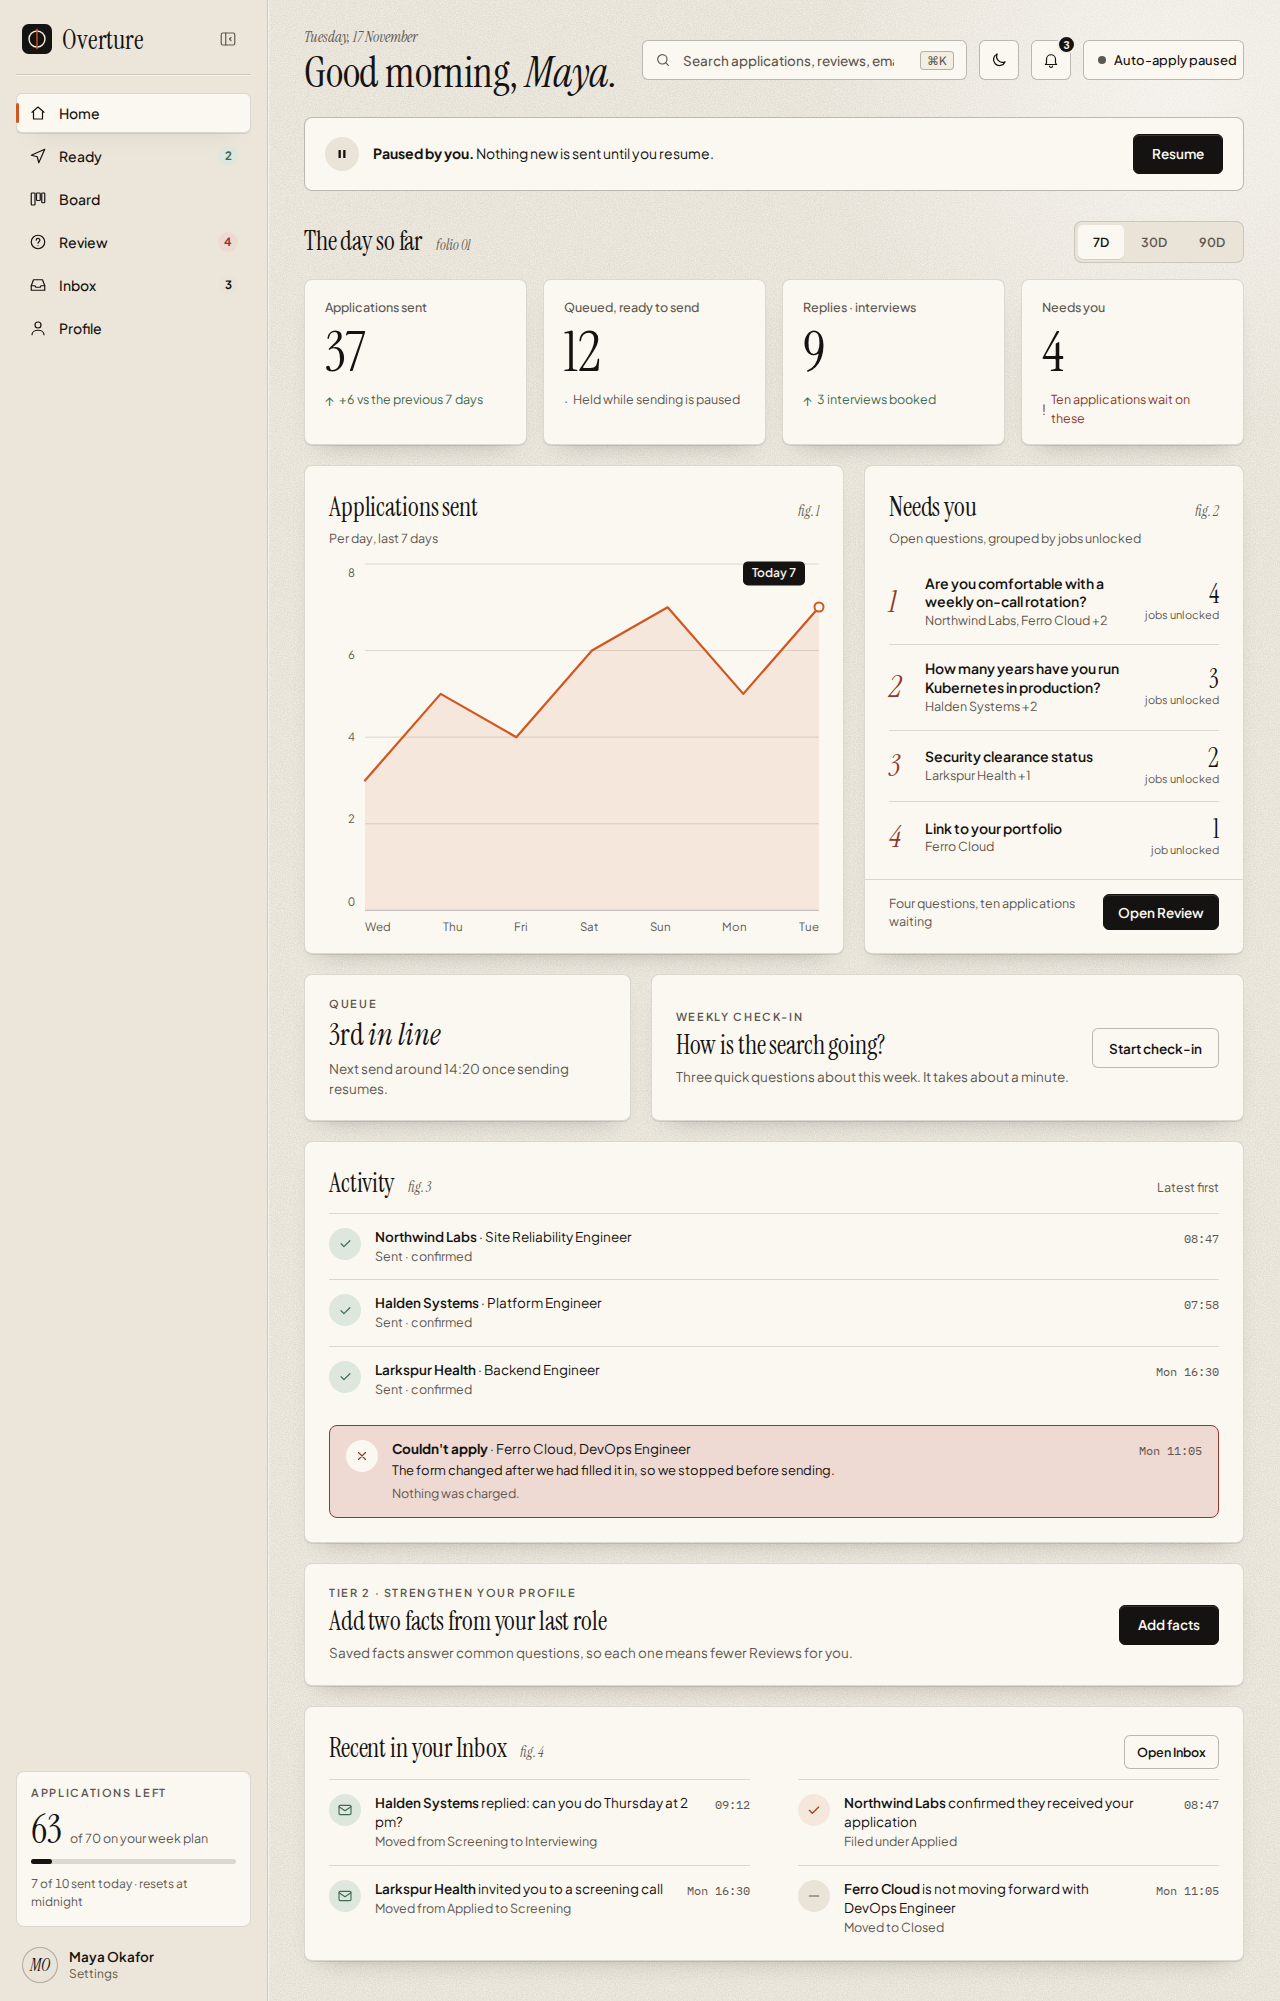 Overture
Home
Ready 2
Board
Review 4
Inbox 3
Profile
APPLICATIONS LEFT
63 of 70 on your week plan
7 of 10 sent today · resets at
midnight
MO
Maya Okafor
Settings
Tuesday, 17 November
Good morning, Maya.
Search applications, reviews, ema
⌘K
3
Auto-apply paused
Paused by you. Nothing new is sent until you resume.
Resume
The day so far folio 01
7D 30D 90D
Applications sent
37
↑ +6 vs the previous 7 days
Queued, ready to send
12
· Held while sending is paused
Replies · interviews
9
↑ 3 interviews booked
Needs you
4
! Ten applications wait on
these
Applications sent fig. 1
Per day, last 7 days
8
6
4
2
0
Today 7
Wed Thu Fri Sat Sun Mon Tue
Needs you fig. 2
Open questions, grouped by jobs unlocked
1
Are you comfortable with a
weekly on-call rotation?
Northwind Labs, Ferro Cloud +2
4
jobs unlocked
2
How many years have you run
Kubernetes in production?
Halden Systems +2
3
jobs unlocked
3
Security clearance status
Larkspur Health +1
2
jobs unlocked
4
Link to your portfolio
Ferro Cloud
1
job unlocked
Four questions, ten applications
waiting
Open Review
QUEUE
3rd in line
Next send around 14:20 once sending
resumes.
WEEKLY CHECK-IN
How is the search going?
Three quick questions about this week. It takes about a minute.
Start check-in
Activity fig. 3
Latest first
Northwind Labs · Site Reliability Engineer 08:47
Sent · confirmed
Halden Systems · Platform Engineer 07:58
Sent · confirmed
Larkspur Health · Backend Engineer Mon 16:30
Sent · confirmed
Couldn't apply · Ferro Cloud, DevOps Engineer Mon 11:05
The form changed after we had filled it in, so we stopped before sending.
Nothing was charged.
TIER 2 · STRENGTHEN YOUR PROFILE
Add two facts from your last role
Saved facts answer common questions, so each one means fewer Reviews for you.
Add facts
Recent in your Inbox fig. 4
Open Inbox
Halden Systems replied: can you do Thursday at 2 09:12
pm?
Moved from Screening to Interviewing
Northwind Labs confirmed they received your 08:47
application
Filed under Applied
Larkspur Health invited you to a screening call Mon 16:30
Moved from Applied to Screening
Ferro Cloud is not moving forward with Mon 11:05
DevOps Engineer
Moved to Closed